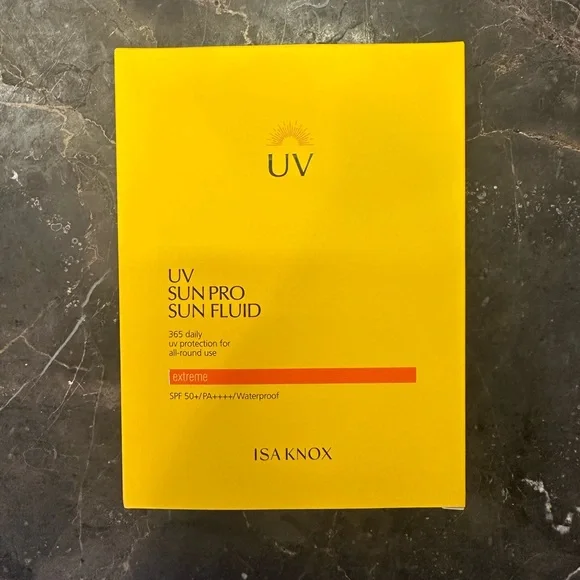 UV
UV
SUN PRO
SUN FLUID
365 daily
uv protection for
all-round use
extreme
SPF 50+/PA++++/Waterproof
ISA KNOX